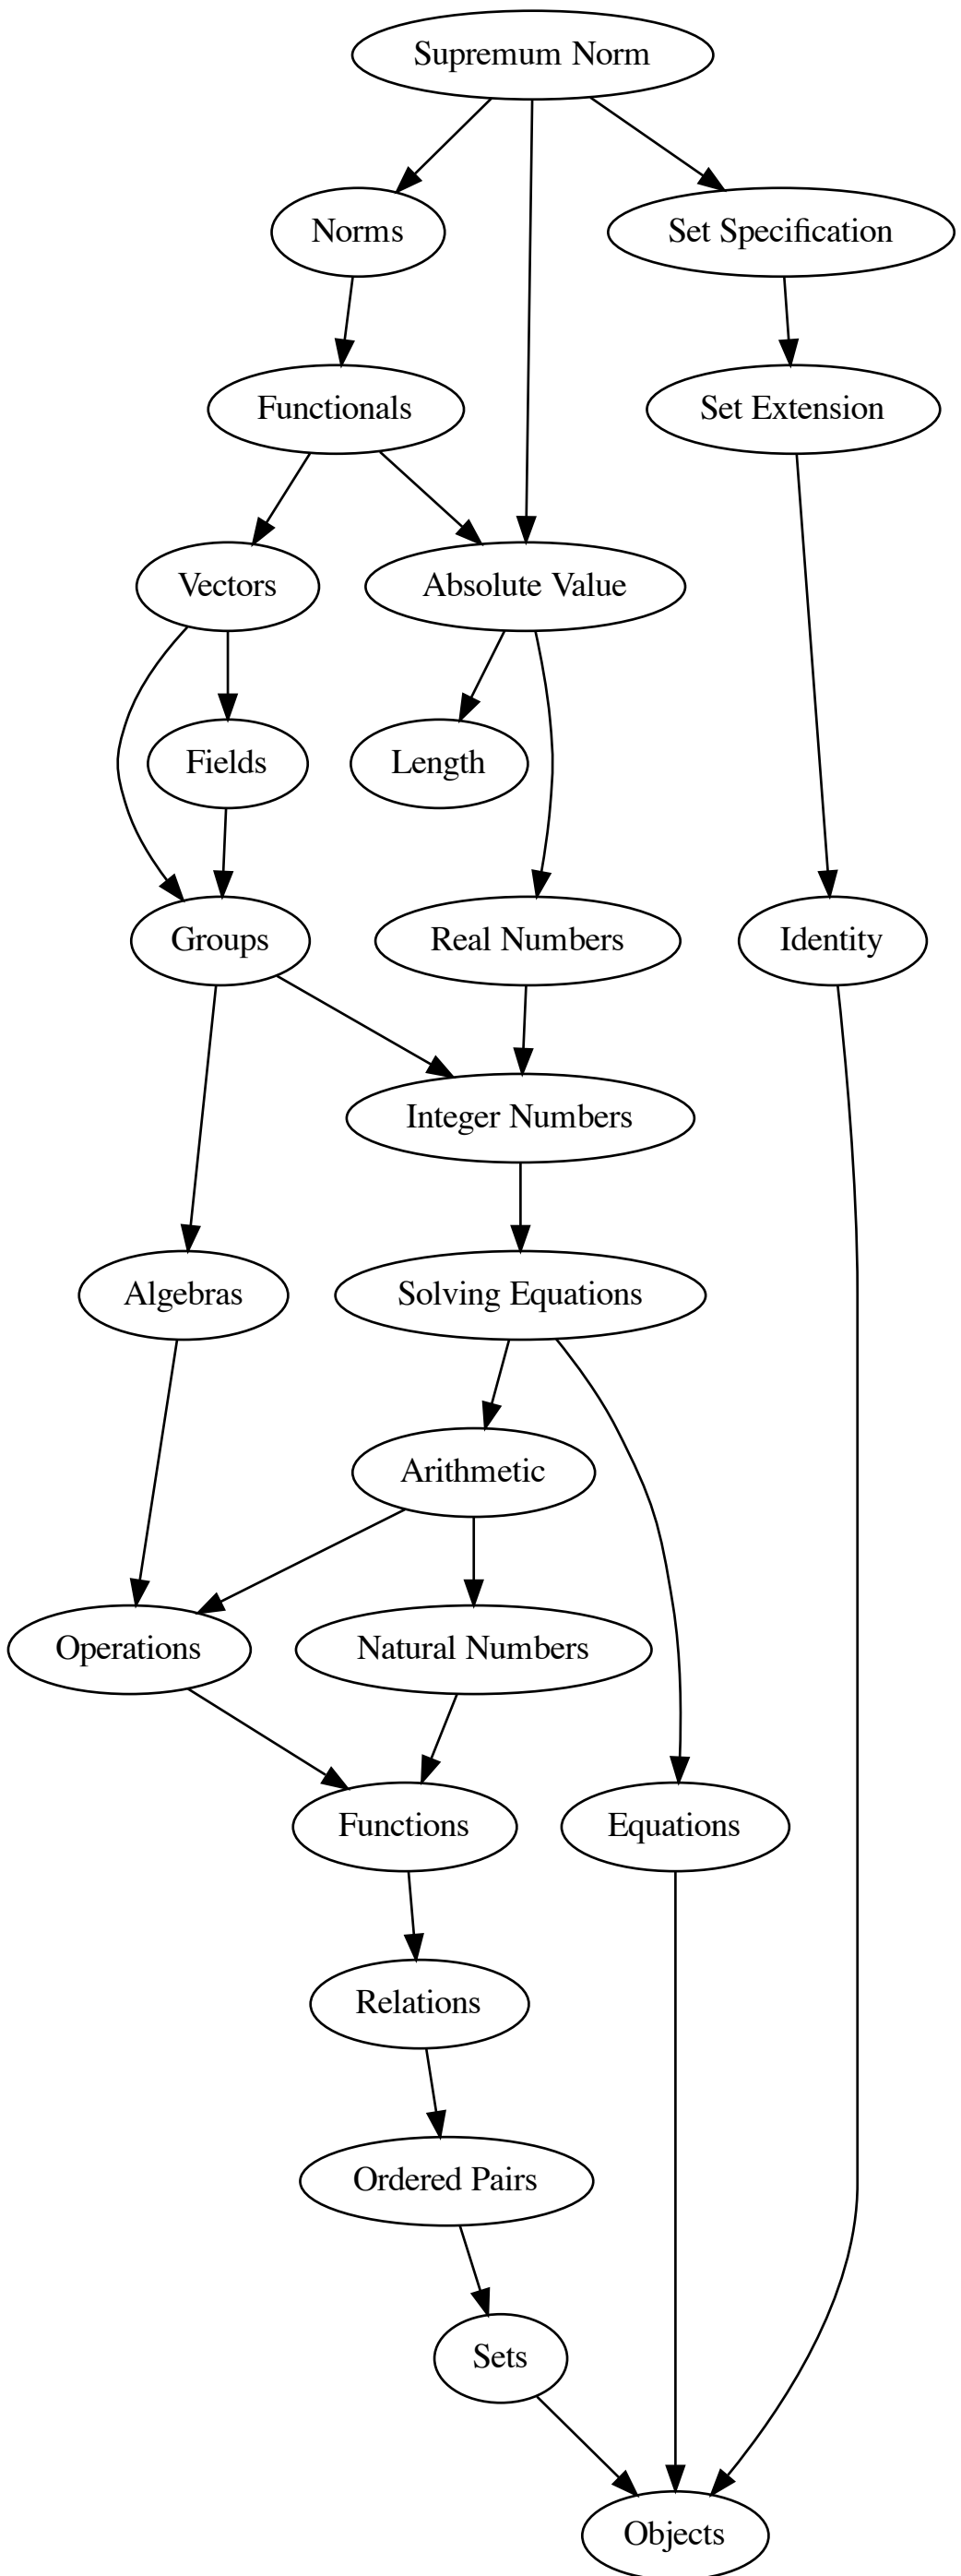 Supremum Norm
Norms
Set Specification
Functionals
Set Extension
Vectors
Absolute Value
Fields
Length
Groups
Real Numbers
Identity
Integer Numbers
Algebras
Solving Equations
Arithmetic
Operations
Natural Numbers
Functions
Equations
Relations
Ordered Pairs
Sets
Objects